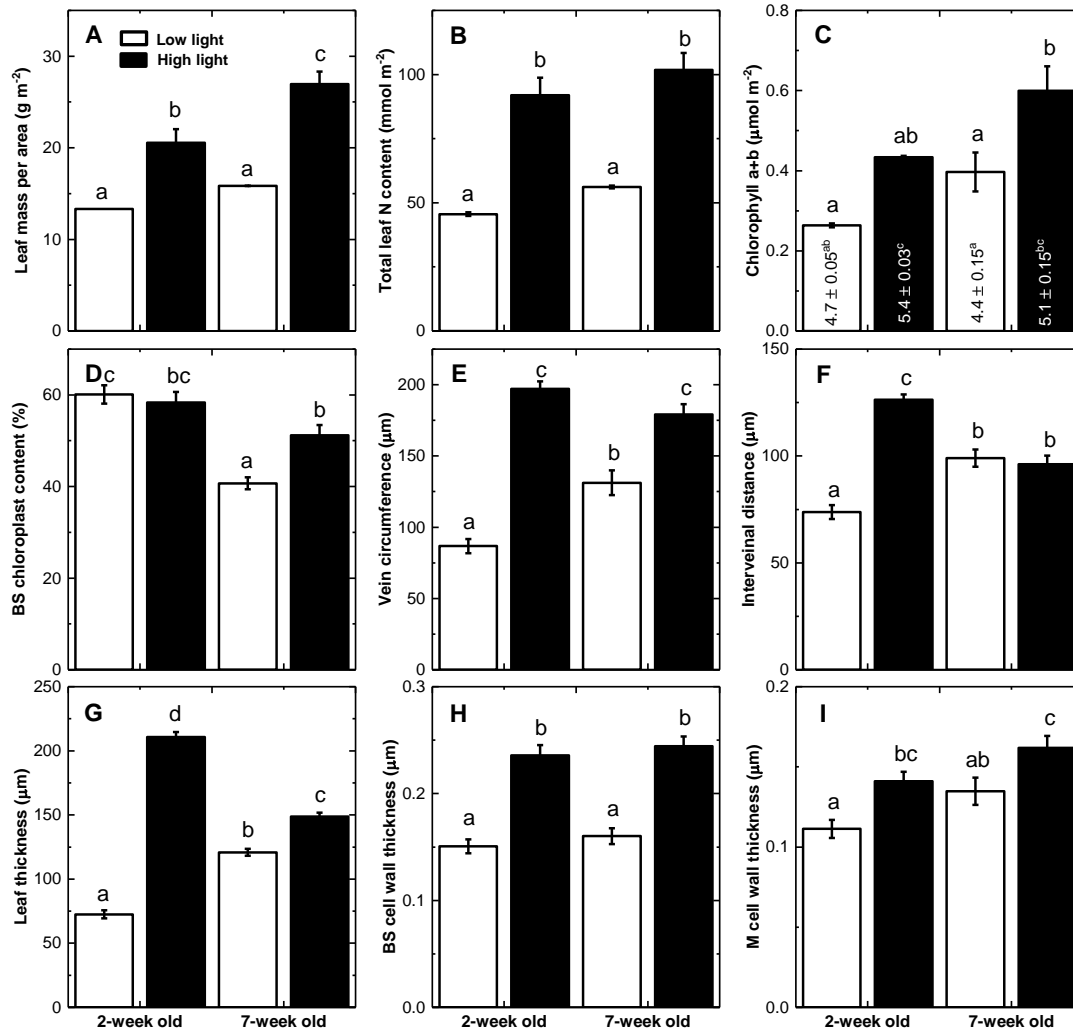 A
Low light
High light
Leaf mass per area (g m⁻²)
30
20
10
0
a
b
a
c
B
Total leaf N content (mmol m⁻²)
100
50
0
a
b
a
b
C
Chlorophyll a+b (μmol m⁻²)
0.8
0.6
0.4
0.2
0.0
a
ab
a
b
4.7 ± 0.05ᵃᵇ
5.4 ± 0.03ᶜ
4.4 ± 0.15ᵃ
5.1 ± 0.15ᵇᶜ
D
BS chloroplast content (%)
60
40
20
0
c
bc
a
b
E
Vein circumference (μm)
200
150
100
50
0
a
c
b
c
F
Interveinal distance (μm)
150
100
50
0
a
c
b
b
G
Leaf thickness (μm)
250
200
150
100
50
0
a
d
b
c
2-week old 7-week old
H
BS cell wall thickness (μm)
0.3
0.2
0.1
0.0
a
b
a
b
2-week old 7-week old
I
M cell wall thickness (μm)
0.2
0.1
0.0
a
bc
ab
c
2-week old 7-week old